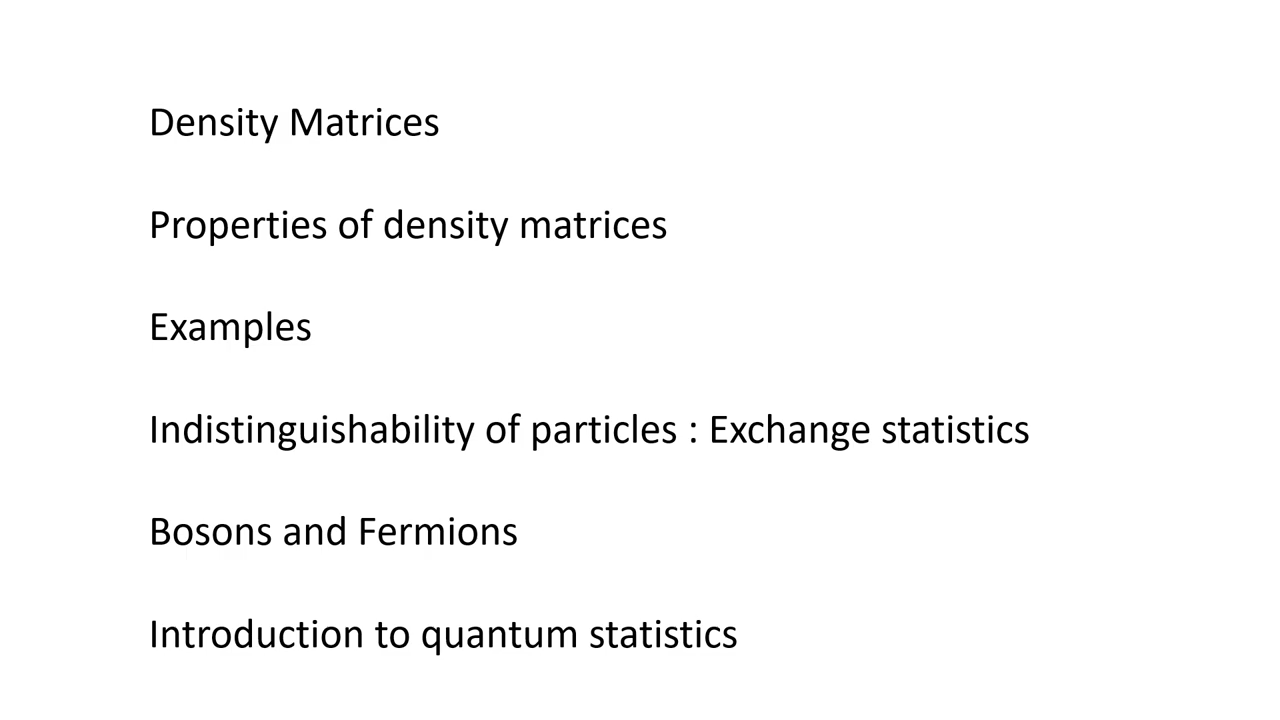 Density Matrices
Properties of density matrices
Examples
Indistinguishability of particles : Exchange statistics
Bosons and Fermions
Introduction to quantum statistics